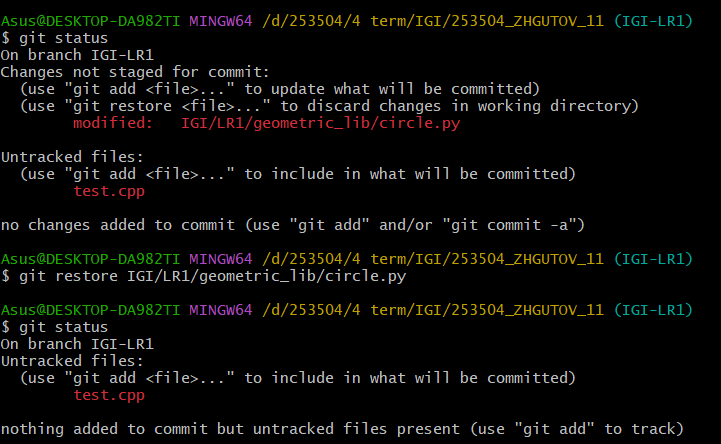 Asus@DESKTOP-DA982TI MINGW64 /d/253504/4 term/IGI/253504_ZHGUTOV_11 (IGI-LR1)
$ git status
On branch IGI-LR1
Changes not staged for commit:
  (use "git add <file>..." to update what will be committed)
  (use "git restore <file>..." to discard changes in working directory)
        modified:   IGI/LR1/geometric_lib/circle.py

Untracked files:
  (use "git add <file>..." to include in what will be committed)
        test.cpp

no changes added to commit (use "git add" and/or "git commit -a")

Asus@DESKTOP-DA982TI MINGW64 /d/253504/4 term/IGI/253504_ZHGUTOV_11 (IGI-LR1)
$ git restore IGI/LR1/geometric_lib/circle.py

Asus@DESKTOP-DA982TI MINGW64 /d/253504/4 term/IGI/253504_ZHGUTOV_11 (IGI-LR1)
$ git status
On branch IGI-LR1
Untracked files:
  (use "git add <file>..." to include in what will be committed)
        test.cpp

nothing added to commit but untracked files present (use "git add" to track)